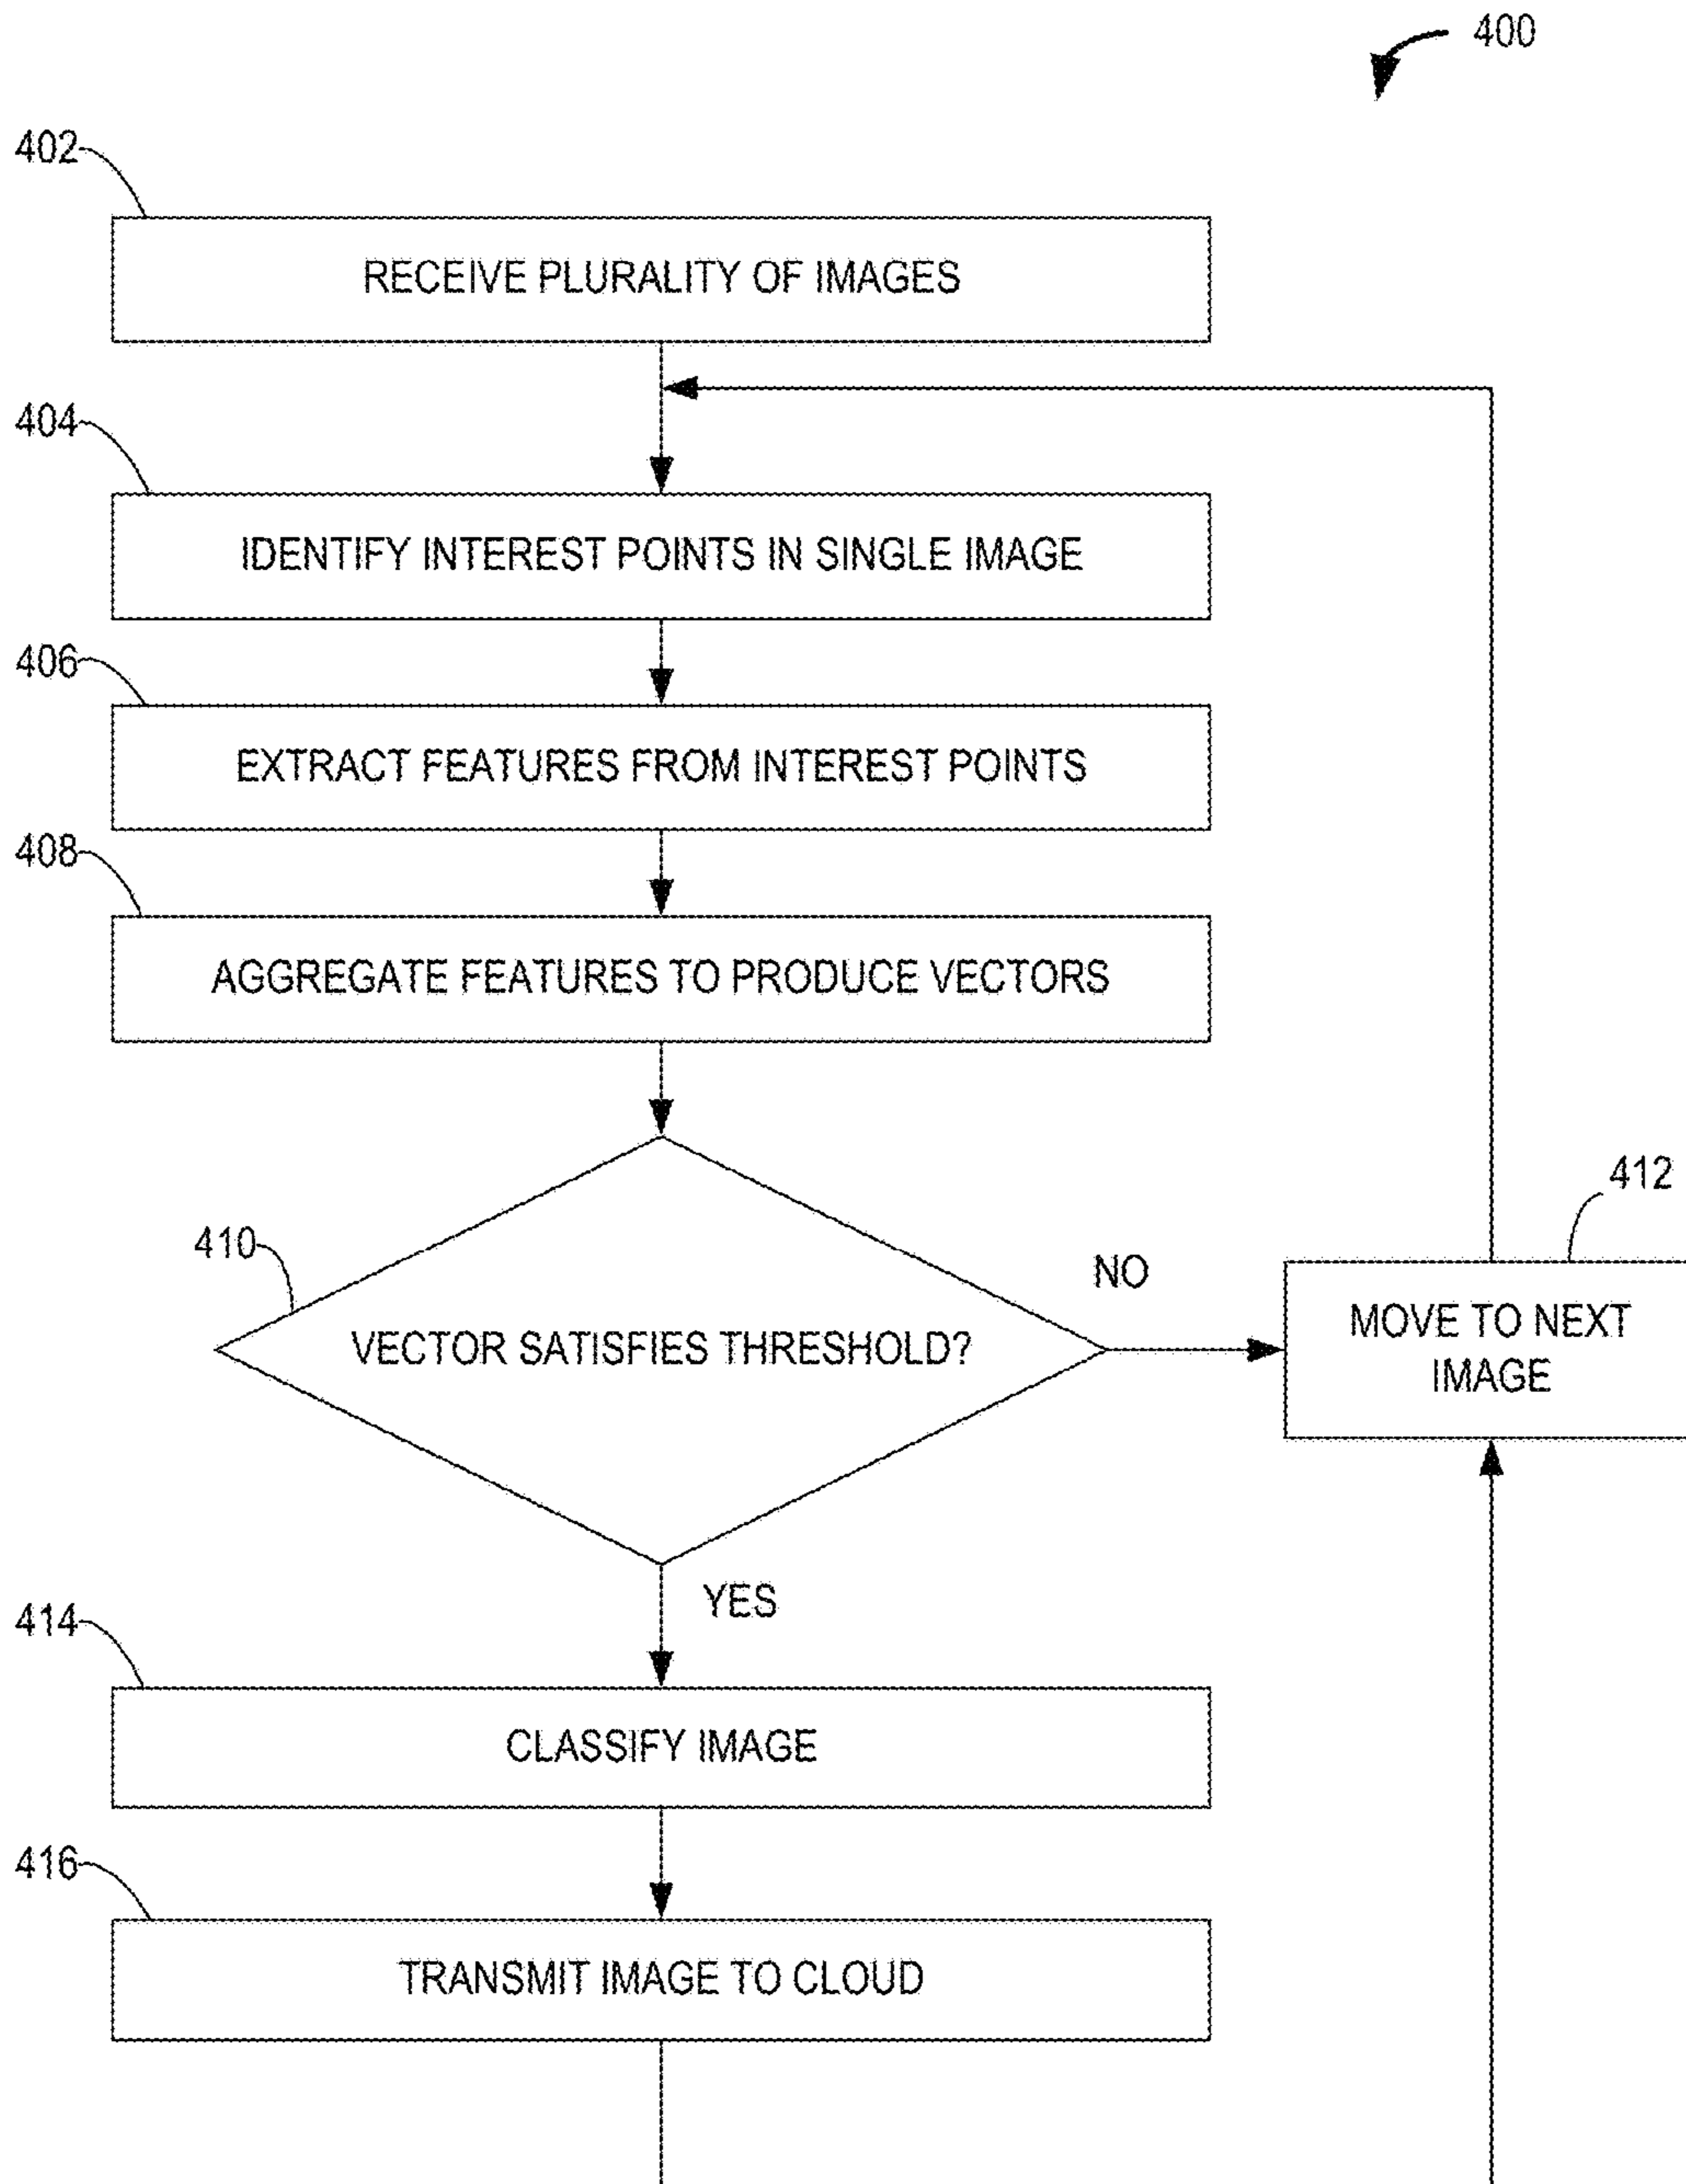 400
402
RECEIVE PLURALITY OF IMAGES
404
IDENTIFY INTEREST POINTS IN SINGLE IMAGE
406
EXTRACT FEATURES FROM INTEREST POINTS
408
AGGREGATE FEATURES TO PRODUCE VECTORS
410
VECTOR SATISFIES THRESHOLD?
NO
412
MOVE TO NEXT
IMAGE
YES
414
CLASSIFY IMAGE
416
TRANSMIT IMAGE TO CLOUD